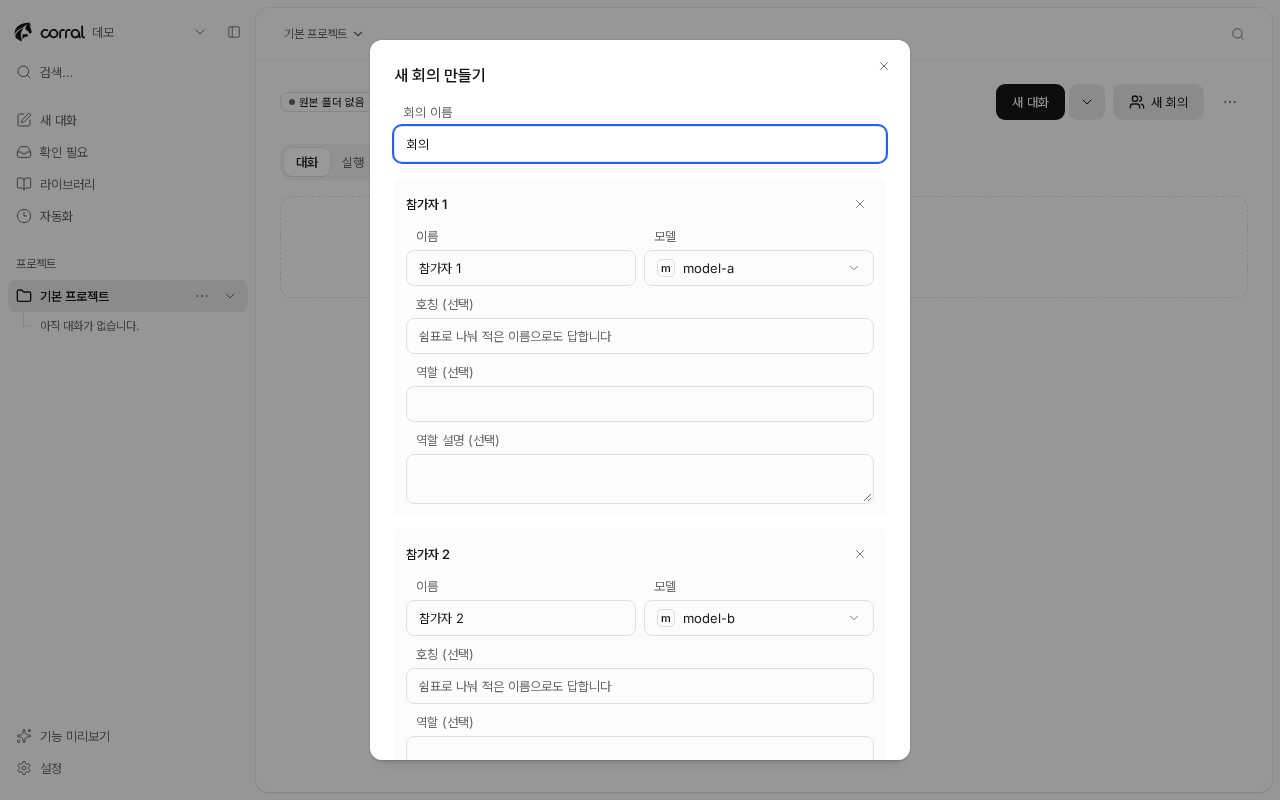 corral 데모
검색...
새 대화
확인 필요
라이브러리
자동화
프로젝트
기본 프로젝트
아직 대화가 없습니다.
기능 미리보기
설정
기본 프로젝트
원본 폴더 없음
새 대화
새 회의
대화
실행
새 회의 만들기
회의 이름
회의
참가자 1
이름
모델
참가자 1
m model-a
호칭 (선택)
쉼표로 나눠 적은 이름으로도 답합니다
역할 (선택)
역할 설명 (선택)
참가자 2
이름
모델
참가자 2
m model-b
호칭 (선택)
쉼표로 나눠 적은 이름으로도 답합니다
역할 (선택)